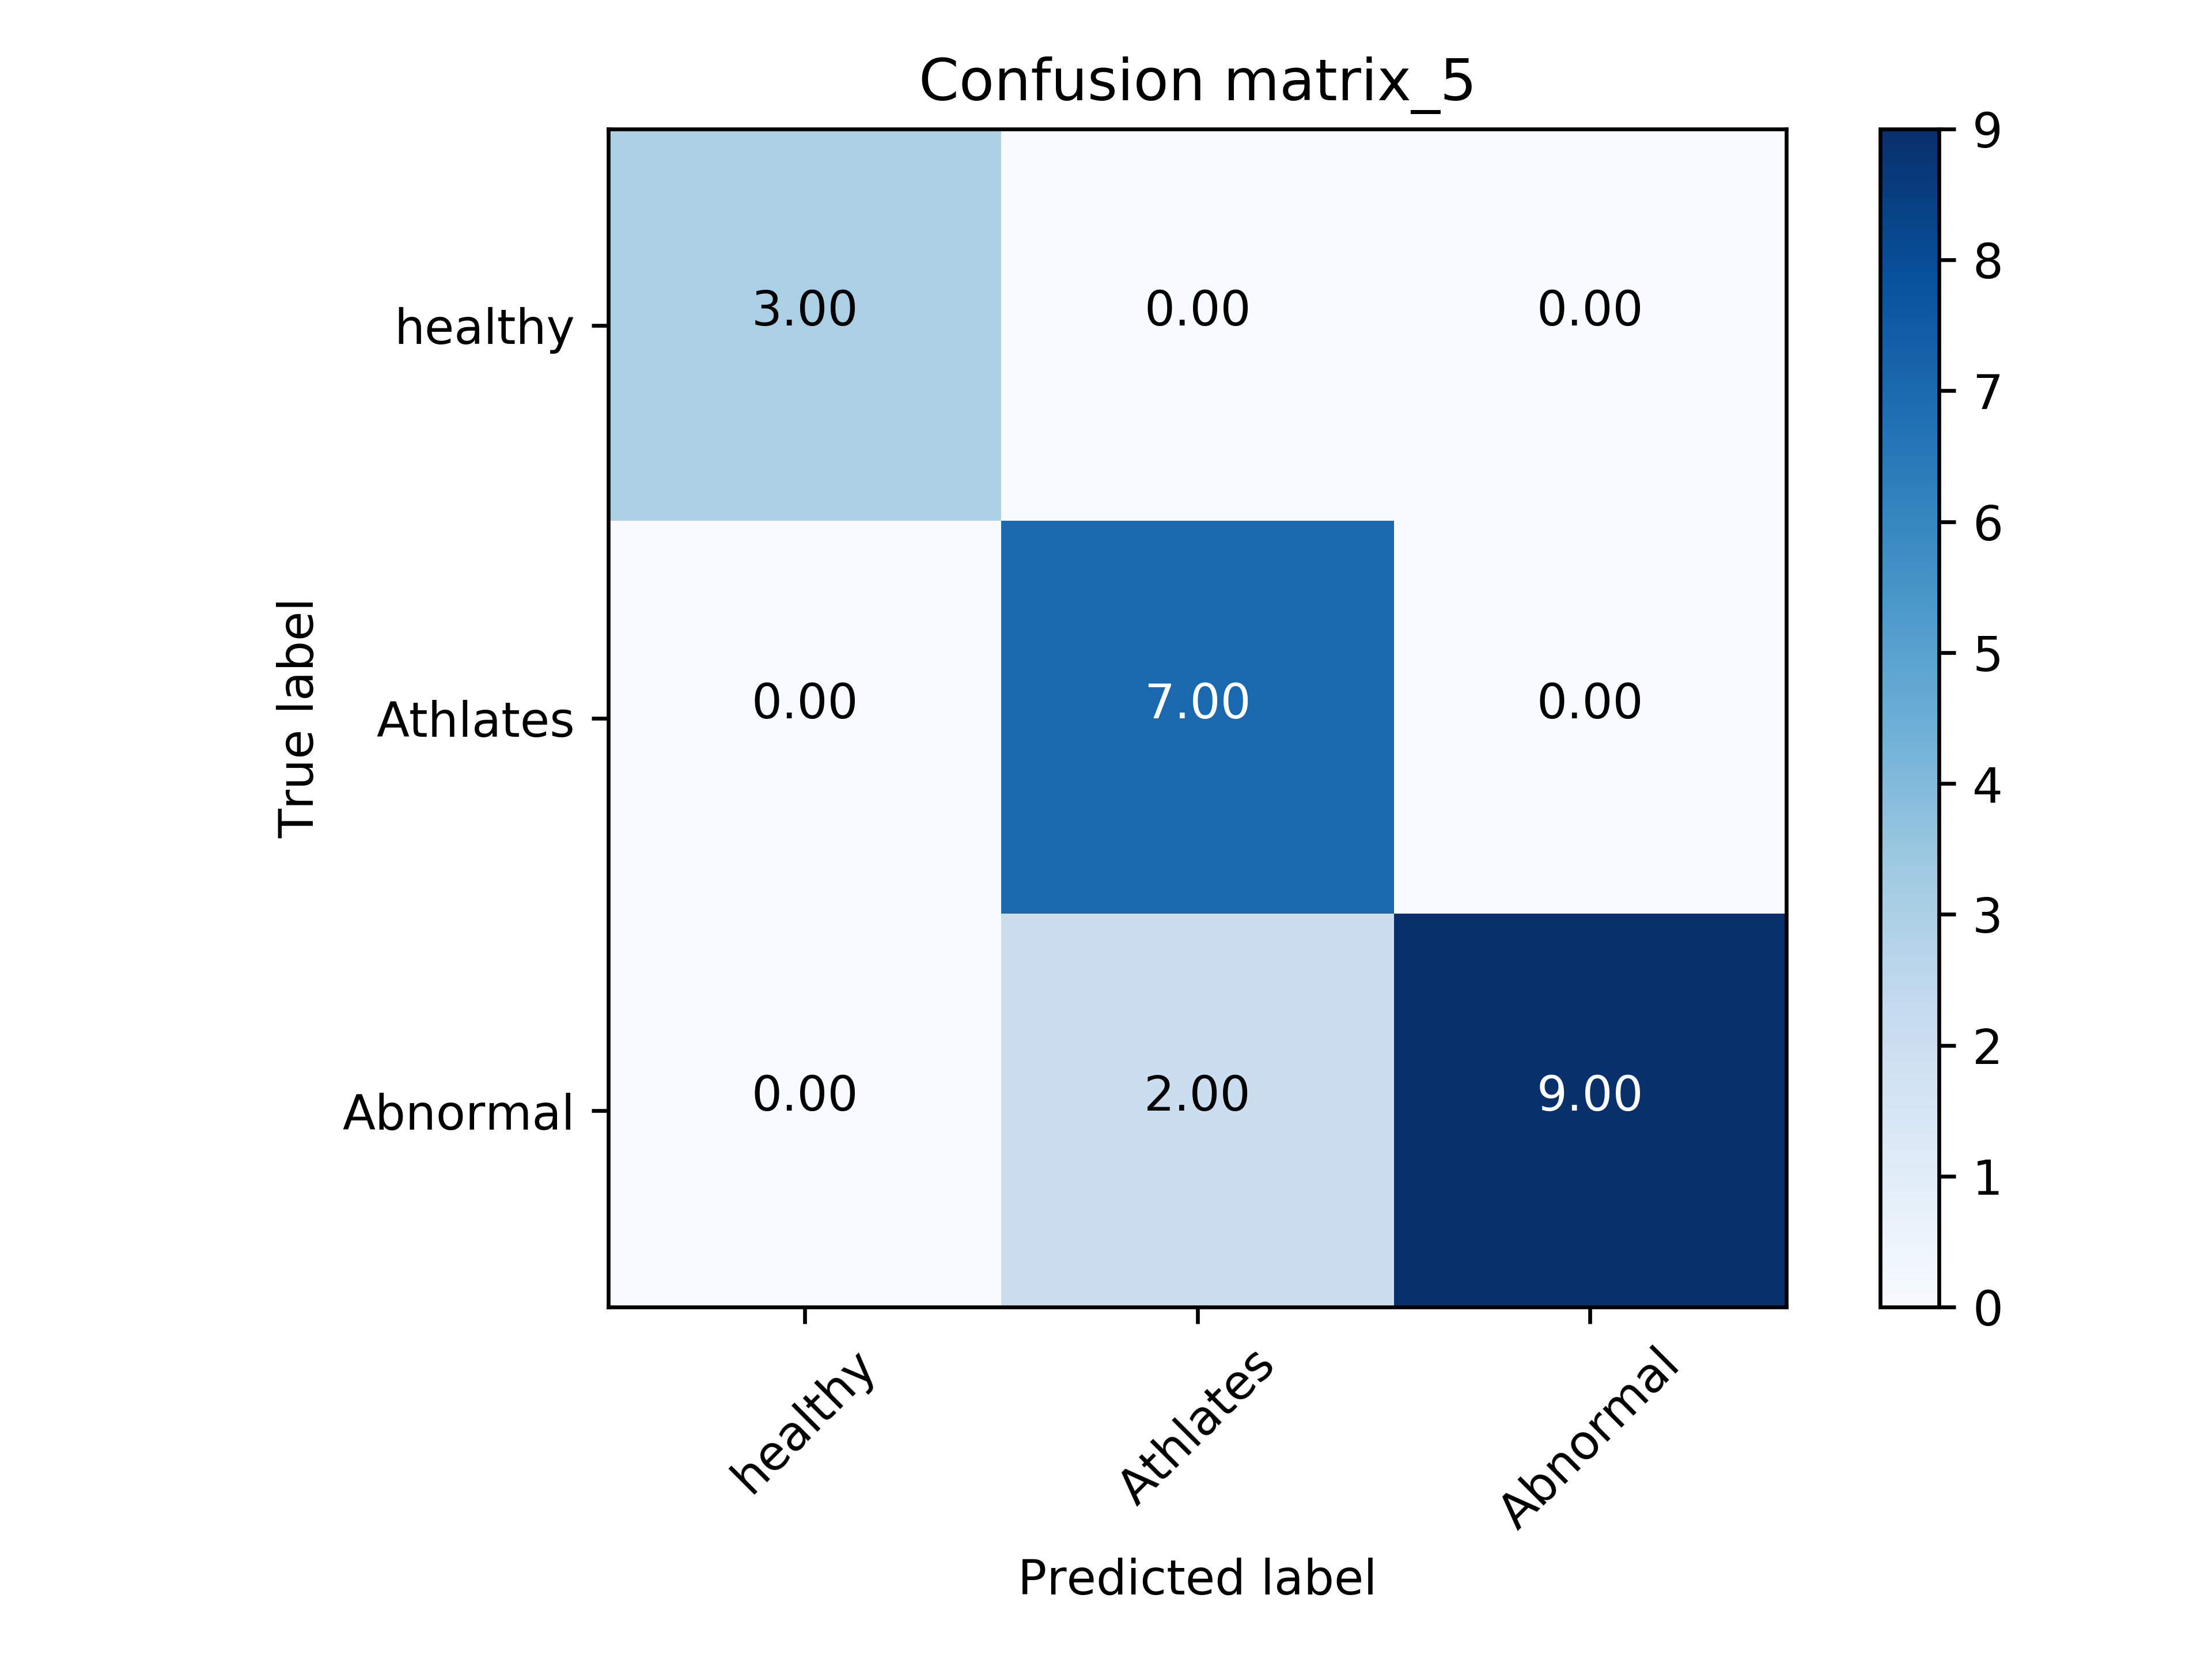 Confusion matrix_5
True label
healthy
Athlates
Abnormal
3.00 0.00 0.00
0.00 7.00 0.00
0.00 2.00 9.00
healthy
Athlates
Abnormal
Predicted label
9
8
7
6
5
4
3
2
1
0